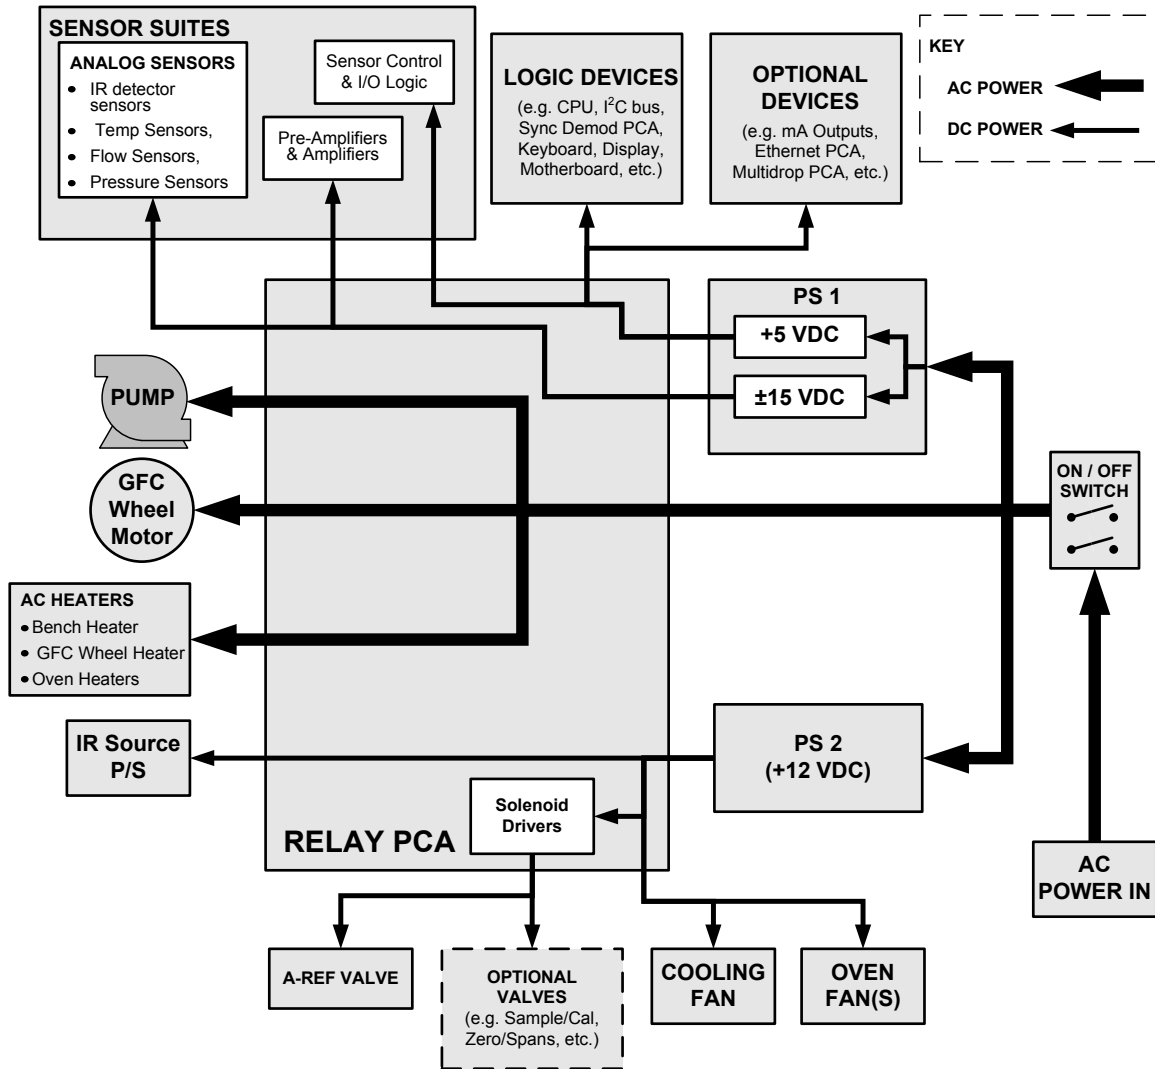 SENSOR SUITES
ANALOG SENSORS
• IR detector
sensors
• Temp Sensors,
• Flow Sensors,
• Pressure Sensors
Sensor Control
& I/O Logic
Pre-Amplifiers
& Amplifiers
LOGIC DEVICES
(e.g. CPU, I²C bus,
Sync Demod PCA,
Keyboard, Display,
Motherboard, etc.)
OPTIONAL
DEVICES
(e.g. mA Outputs,
Ethernet PCA,
Multidrop PCA, etc.)
KEY
AC POWER
DC POWER
PS 1
+5 VDC
±15 VDC
PUMP
GFC
Wheel
Motor
ON / OFF
SWITCH
AC HEATERS
• Bench Heater
• GFC Wheel Heater
• Oven Heaters
IR Source
P/S
PS 2
(+12 VDC)
Solenoid
Drivers
RELAY PCA
AC
POWER IN
A-REF VALVE
OPTIONAL
VALVES
(e.g. Sample/Cal,
Zero/Spans, etc.)
COOLING
FAN
OVEN
FAN(S)